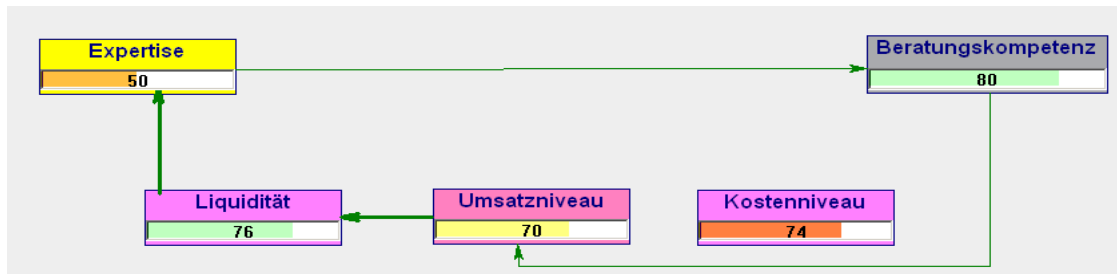 Expertise
50
Beratungskompetenz
80
Liquidität
76
Umsatzniveau
70
Kostenniveau
74